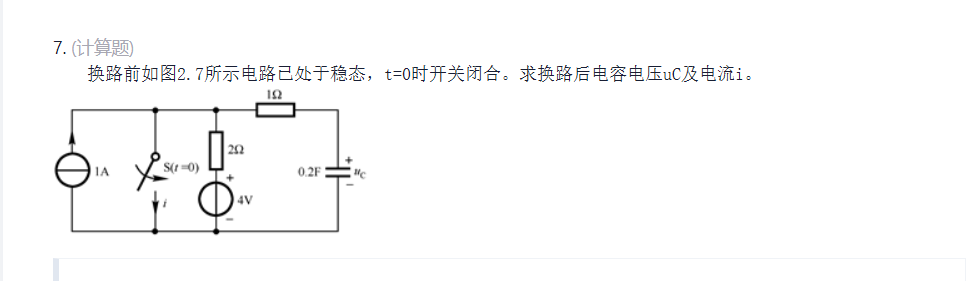 7. (计算题)
换路前如图2.7所示电路已处于稳态，t=0时开关闭合。求换路后电容电压uC及电流i。
1Ω
2Ω
1A
S(t=0)
+
0.2F
+
uC
−
i
4V
−